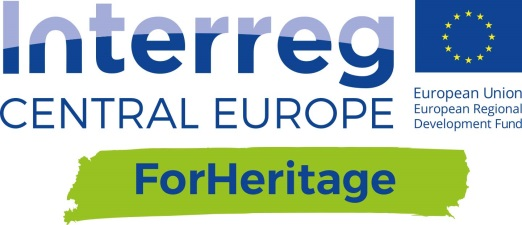 Interreg
CENTRAL EUROPE
European Union
European Regional
Development Fund
ForHeritage